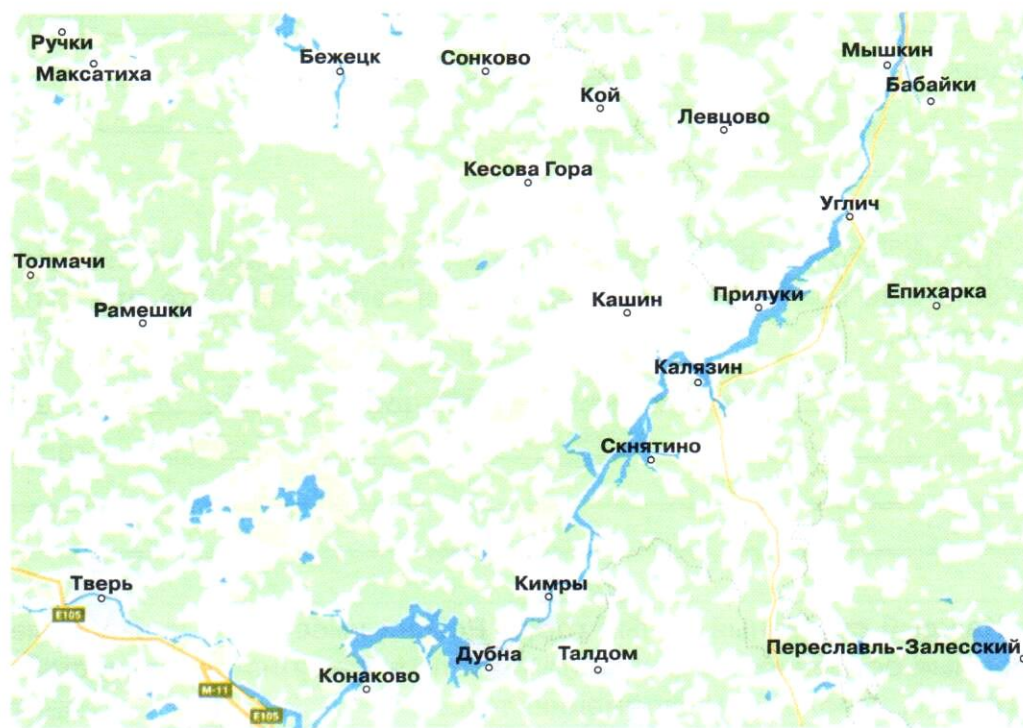 Ручки
Максатиха
Бежецк
Сонково
Мышкин
Бабайки
Кой
Левцово
Кесова Гора
Углич
Толмачи
Рамешки
Кашин
Прилуки
Епихарка
Калязин
Скнятино
Тверь
Кимры
E105
Конаково
Дубна
Талдом
Переславль-Залесский
M-11
E105